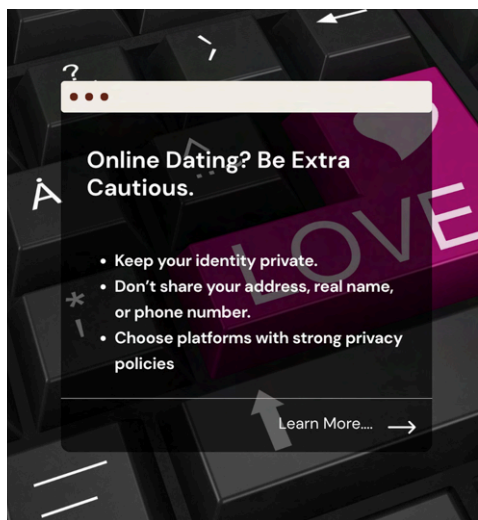 Online Dating? Be Extra
Cautious.
LOVE
• Keep your identity private.
• Don’t share your address, real name,
or phone number.
• Choose platforms with strong privacy
policies
Learn More....